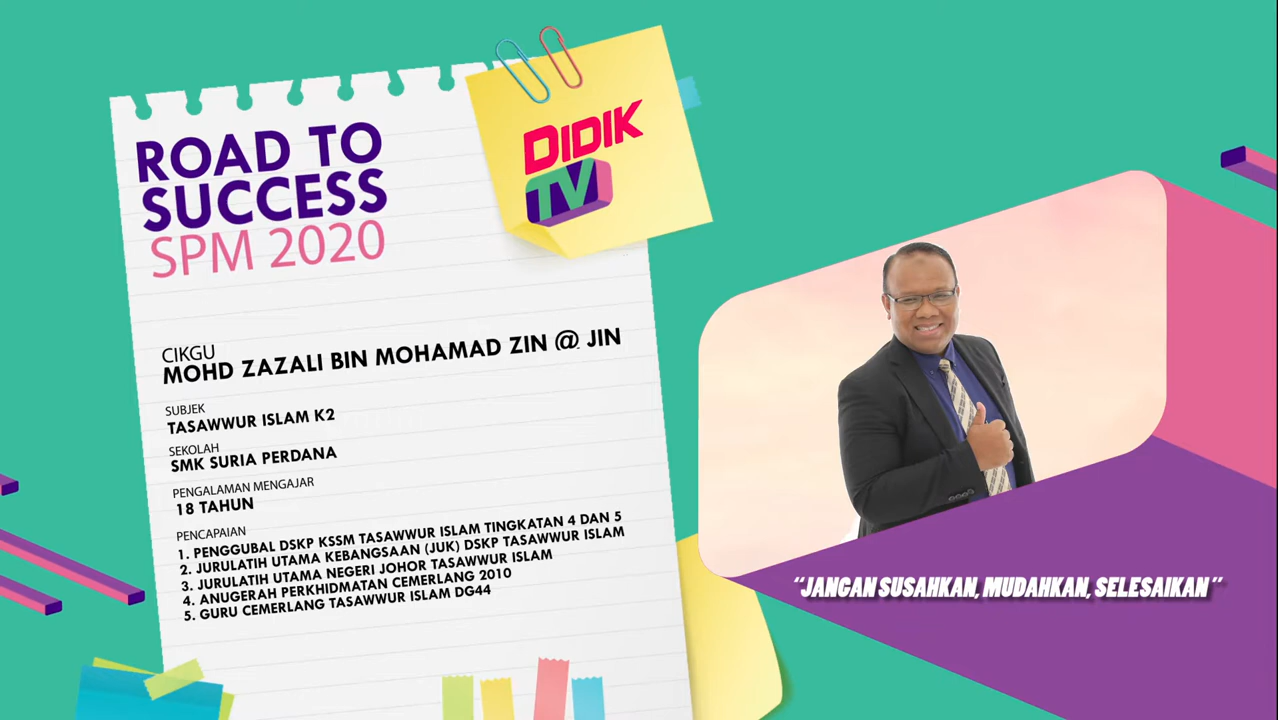 ROAD TO
SUCCESS
SPM 2020
DIDIK
TV
CIKGU
MOHD ZAZALI BIN MOHAMAD ZIN @ JIN
SUBJEK
TASAWWUR ISLAM K2
SEKOLAH
SMK SURIA PERDANA
PENGALAMAN MENGAJAR
18 TAHUN
PENCAPAIAN
1. PENGGUBAL DSKP KSSM TASAWWUR ISLAM TINGKATAN 4 DAN 5
2. JURULATIH UTAMA KEBANGSAAN (JUK) DSKP TASAWWUR ISLAM
3. JURULATIH UTAMA NEGERI JOHOR TASAWWUR ISLAM
4. ANUGERAH PERKHIDMATAN CEMERLANG 2010
5. GURU CEMERLANG TASAWWUR ISLAM DG44
“JANGAN SUSAHKAN, MUDAHKAN, SELESAIKAN”